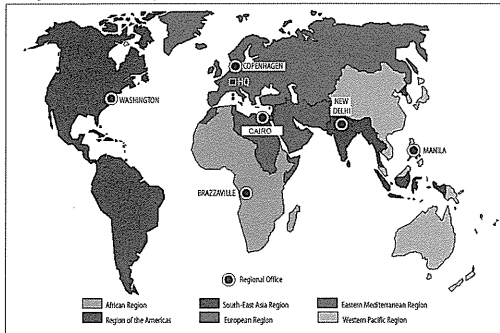 COPENHAGEN
HQ
WASHINGTON
NEW
DELHI
CAIRO
MANILA
BRAZZAVILLE
Regional Office
African Region
South-East Asia Region
Eastern Mediterranean Region
Region of the Americas
European Region
Western Pacific Region